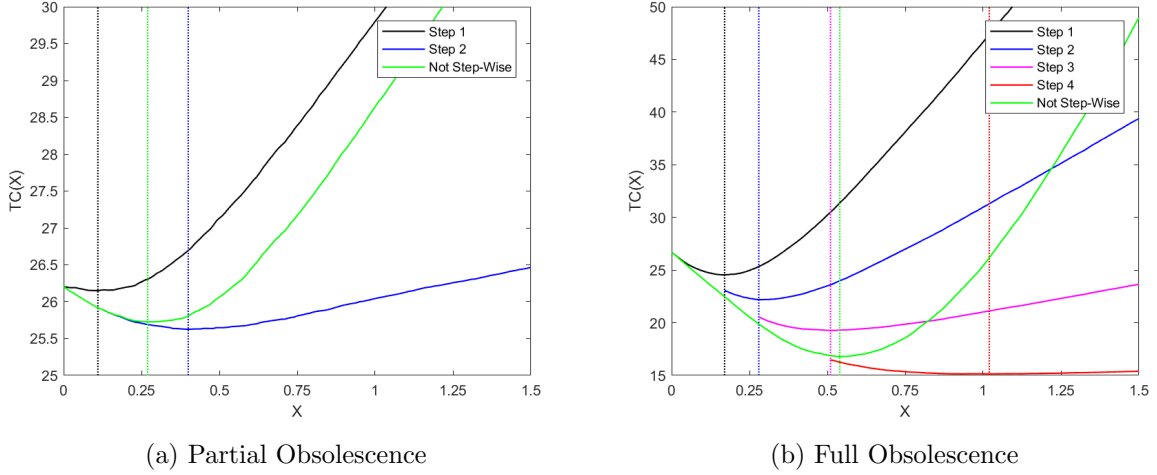 30
29.5
29
28.5
28
27.5
27
26.5
26
25.5
25
TC(X)
0
0.25
0.5
0.75
1
1.25
1.5
X
Step 1
Step 2
Not Step-Wise
(a) Partial Obsolescence
50
45
40
35
30
25
20
15
TC(X)
0
0.25
0.5
0.75
1
1.25
1.5
X
Step 1
Step 2
Step 3
Step 4
Not Step-Wise
(b) Full Obsolescence